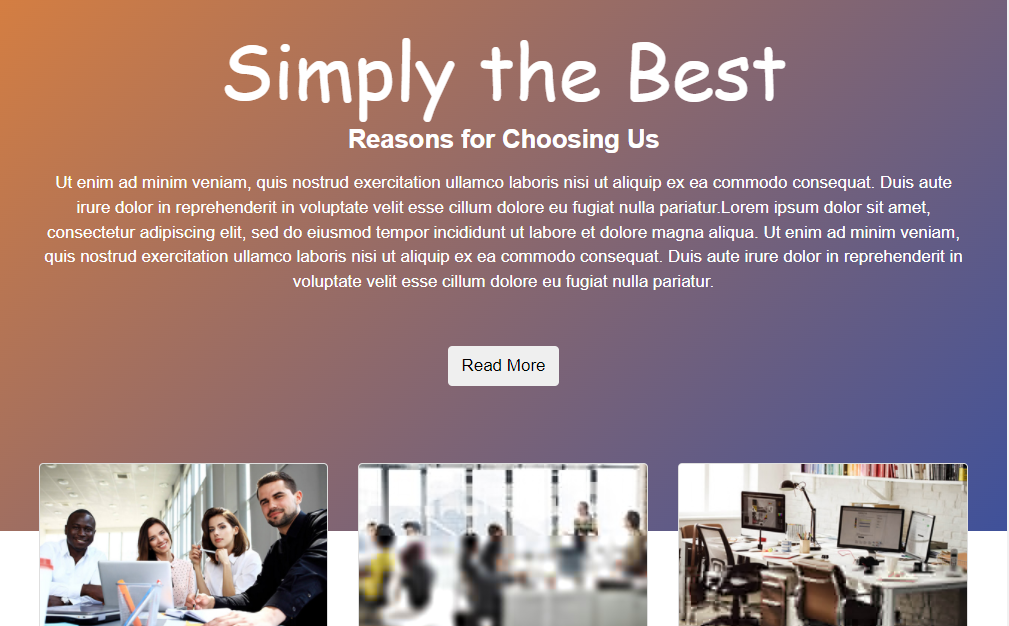 Simply the Best
Reasons for Choosing Us
Ut enim ad minim veniam, quis nostrud exercitation ullamco laboris nisi ut aliquip ex ea commodo consequat. Duis aute
irure dolor in reprehenderit in voluptate velit esse cillum dolore eu fugiat nulla pariatur.Lorem ipsum dolor sit amet,
consectetur adipiscing elit, sed do eiusmod tempor incididunt ut labore et dolore magna aliqua. Ut enim ad minim veniam,
quis nostrud exercitation ullamco laboris nisi ut aliquip ex ea commodo consequat. Duis aute irure dolor in reprehenderit in
voluptate velit esse cillum dolore eu fugiat nulla pariatur.
Read More